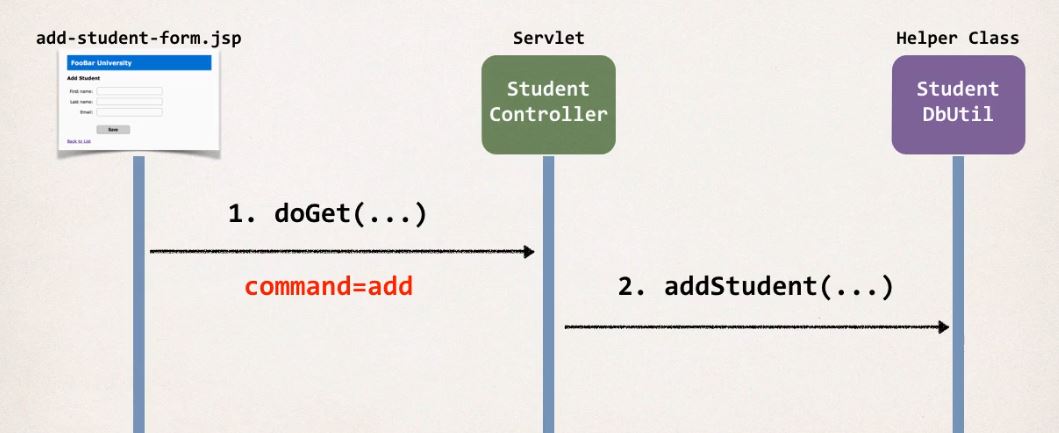 add-student-form.jsp
FooBar University
Add Student
First name:
Last name:
Email:
Save
Back to List
Servlet
Student
Controller
Helper Class
Student
DbUtil
1. doGet(...)
command=add
2. addStudent(...)